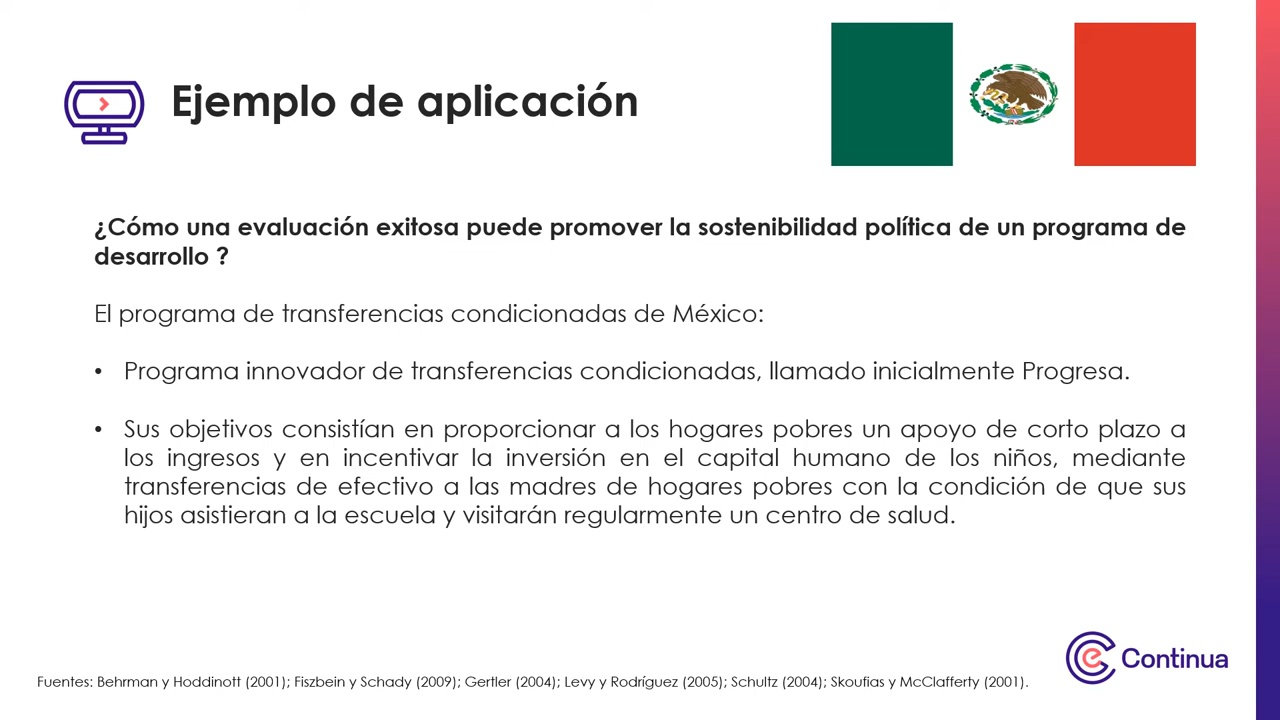 Ejemplo de aplicación
¿Cómo una evaluación exitosa puede promover la sostenibilidad política de un programa de
desarrollo ?
El programa de transferencias condicionadas de México:
• Programa innovador de transferencias condicionadas, llamado inicialmente Progresa.
• Sus objetivos consistían en proporcionar a los hogares pobres un apoyo de corto plazo a
los ingresos y en incentivar la inversión en el capital humano de los niños, mediante
transferencias de efectivo a las madres de hogares pobres con la condición de que sus
hijos asistieran a la escuela y visitarán regularmente un centro de salud.
Continua
Fuentes: Behrman y Hoddinott (2001); Fiszbein y Schady (2009); Gertler (2004); Levy y Rodríguez (2005); Schultz (2004); Skoufias y McClafferty (2001).